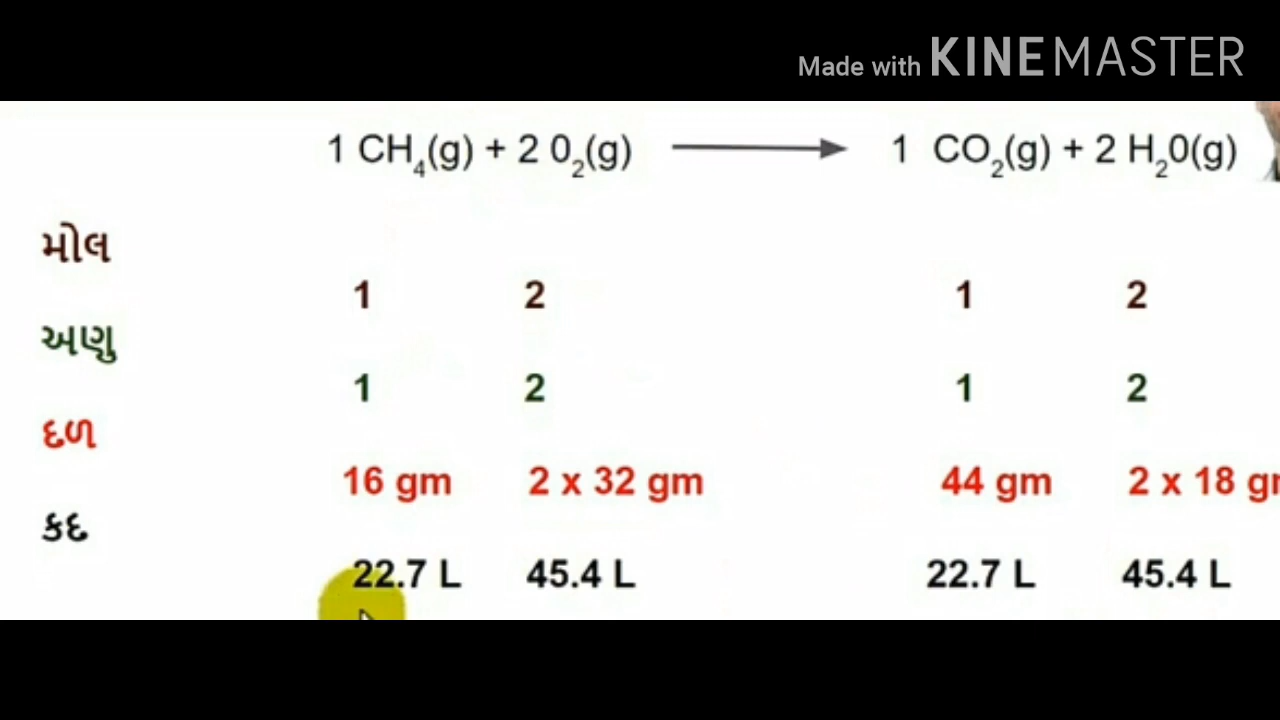 Made with KINEMASTER
1 CH₄(g) + 2 0₂(g) ⟶ 1 CO₂(g) + 2 H₂0(g)
મોલ
1 2 1 2
અણુ
1 2 1 2
દળ
16 gm 2 x 32 gm 44 gm 2 x 18 gm
કદ
22.7 L 45.4 L 22.7 L 45.4 L